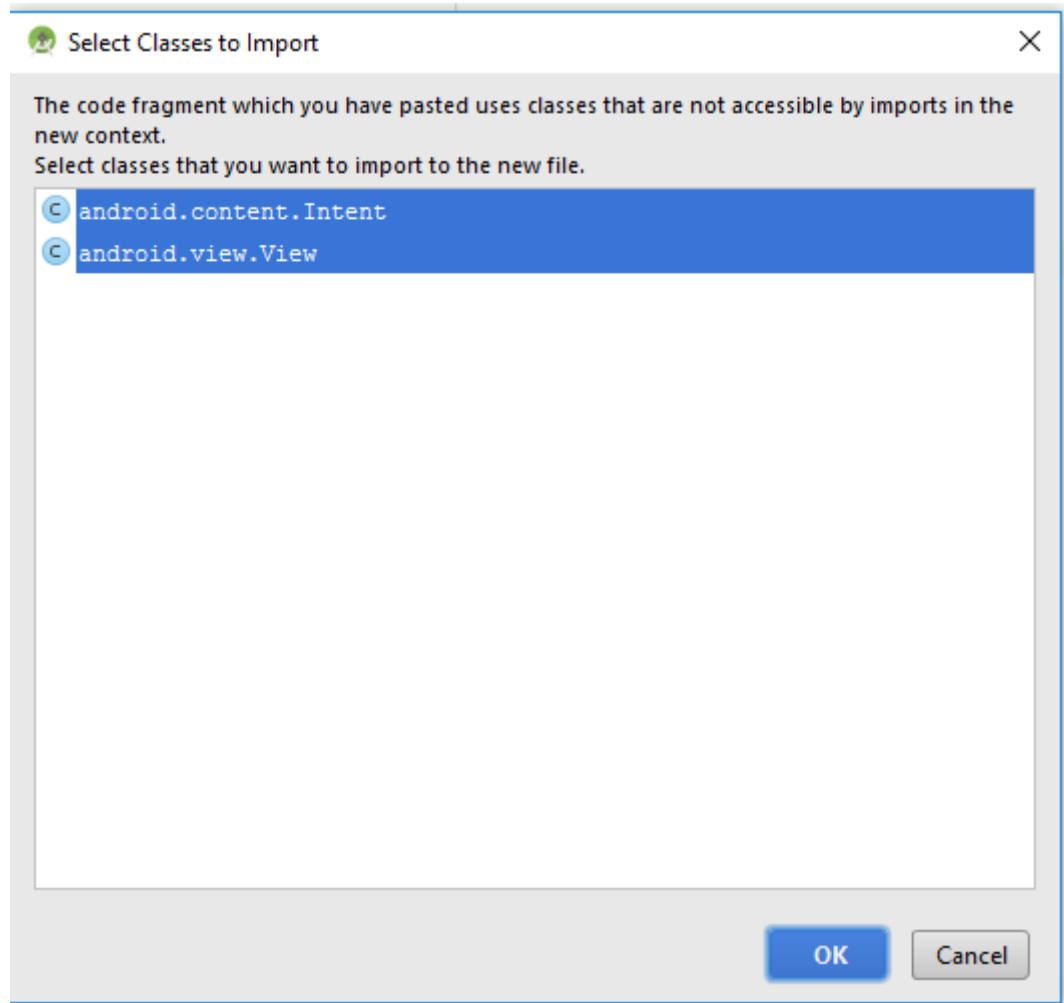 Select Classes to Import
The code fragment which you have pasted uses classes that are not accessible by imports in the
new context.
Select classes that you want to import to the new file.
C android.content.Intent
C android.view.View
OK Cancel